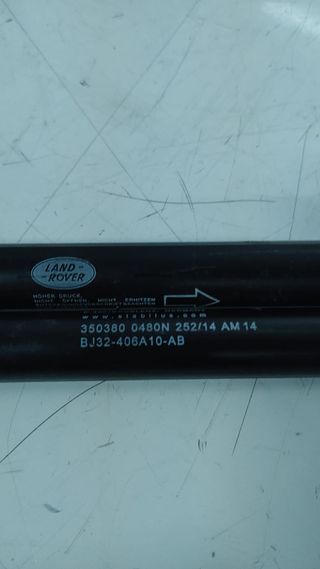 LAND
ROVER
HOHER DRUCK,
NICHT ÖFFNEN, NICHT ERHITZEN
GERMANY
www.stabilus.com
350380 0480N 252/14 AM 14
BJ32-406A10-AB